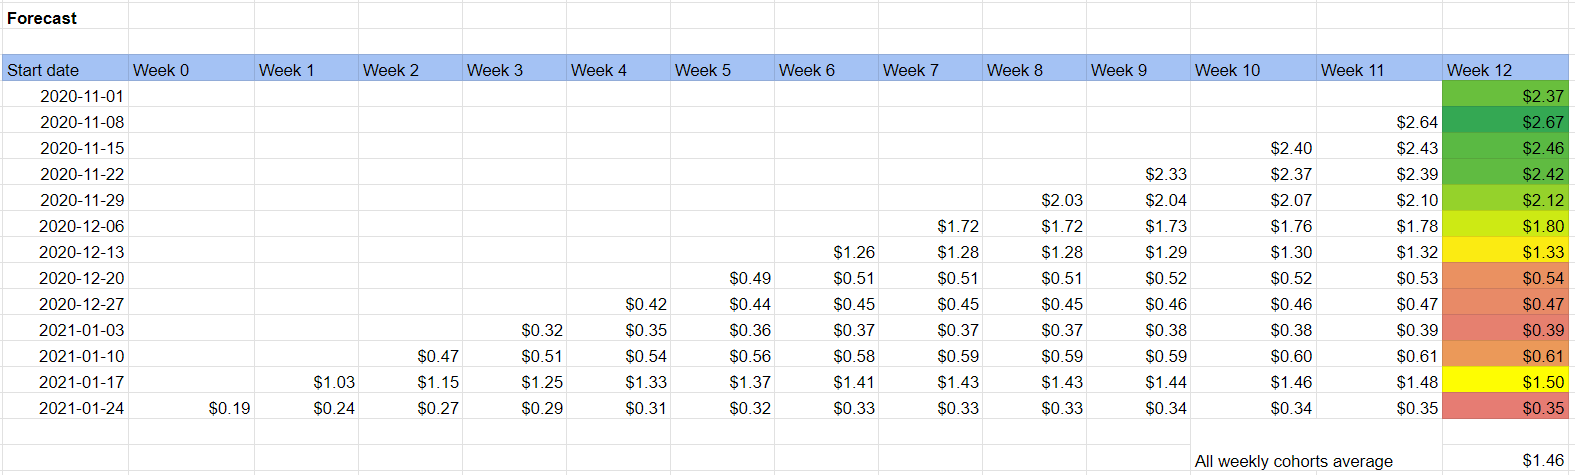 Forecast
Start date Week 0 Week 1 Week 2 Week 3 Week 4 Week 5 Week 6 Week 7 Week 8 Week 9 Week 10 Week 11 Week 12
2020-11-01 $2.37
2020-11-08 $2.64 $2.67
2020-11-15 $2.40 $2.43 $2.46
2020-11-22 $2.33 $2.37 $2.39 $2.42
2020-11-29 $2.03 $2.04 $2.07 $2.10 $2.12
2020-12-06 $1.72 $1.72 $1.73 $1.76 $1.78 $1.80
2020-12-13 $1.26 $1.28 $1.28 $1.29 $1.30 $1.32 $1.33
2020-12-20 $0.49 $0.51 $0.51 $0.51 $0.52 $0.52 $0.53 $0.54
2020-12-27 $0.42 $0.44 $0.45 $0.45 $0.45 $0.46 $0.46 $0.47 $0.47
2021-01-03 $0.32 $0.35 $0.36 $0.37 $0.37 $0.37 $0.38 $0.38 $0.39 $0.39
2021-01-10 $0.47 $0.51 $0.54 $0.56 $0.58 $0.59 $0.59 $0.59 $0.60 $0.61 $0.61
2021-01-17 $1.03 $1.15 $1.25 $1.33 $1.37 $1.41 $1.43 $1.43 $1.44 $1.46 $1.48 $1.50
2021-01-24 $0.19 $0.24 $0.27 $0.29 $0.31 $0.32 $0.33 $0.33 $0.33 $0.34 $0.34 $0.35 $0.35
All weekly cohorts average $1.46